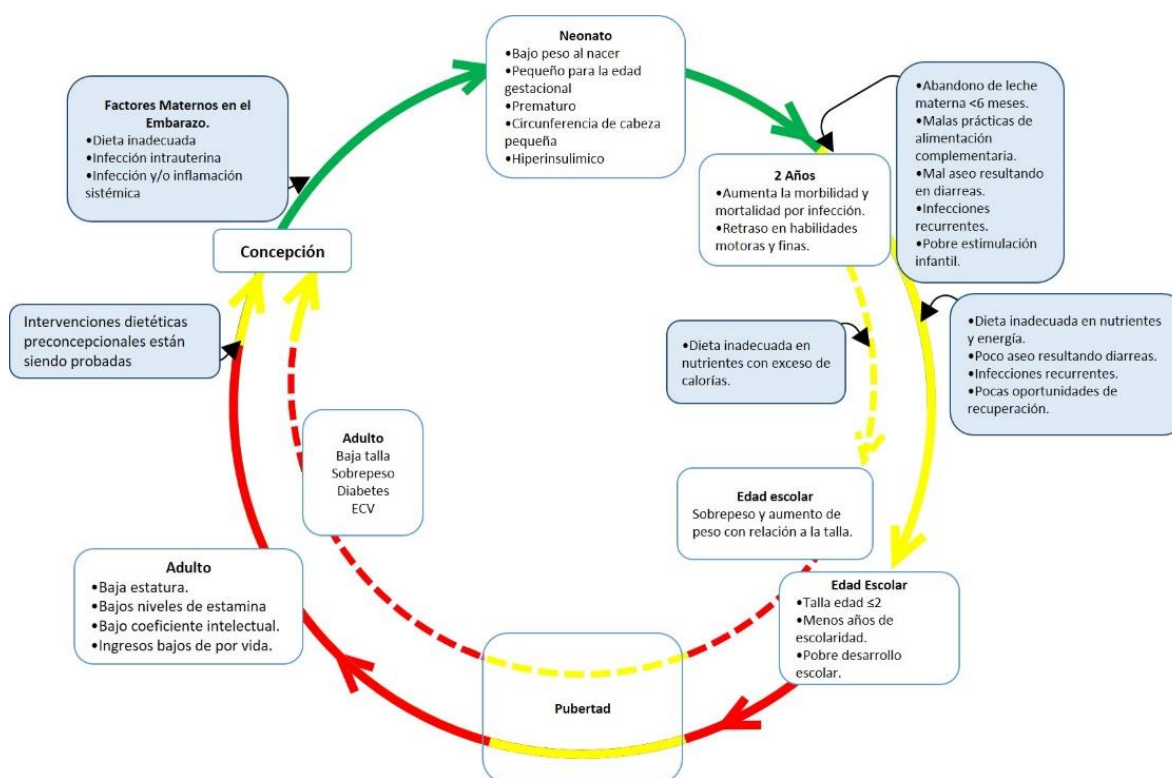 Neonato
•Bajo peso al nacer
•Pequeño para la edad
gestacional
•Prematuro
•Circunferencia de cabeza
pequeña
•Hiperinsulimico
Factores Maternos en el
Embarazo.
•Dieta inadecuada
•Infección intrauterina
•Infección y/o inflamación
sistémica
•Abandono de leche
materna <6 meses.
•Malas prácticas de
alimentación
complementaria.
•Mal aseo resultando
en diarreas.
•Infecciones
recurrentes.
•Pobre estimulación
infantil.
2 Años
•Aumenta la morbilidad y
mortalidad por infección.
•Retraso en habilidades
motoras y finas.
Concepción
Intervenciones dietéticas
preconcepcionales están
siendo probadas
•Dieta inadecuada en
nutrientes con exceso de
calorías.
•Dieta inadecuada en nutrientes
y energía.
•Poco aseo resultando diarreas.
•Infecciones recurrentes.
•Pocas oportunidades de
recuperación.
Adulto
Baja talla
Sobrepeso
Diabetes
ECV
Edad escolar
Sobrepeso y aumento de
peso con relación a la talla.
Adulto
•Baja estatura.
•Bajos niveles de estamina
•Bajo coeficiente intelectual.
•Ingresos bajos de por vida.
Edad Escolar
•Talla edad ≤2
•Menos años de
escolaridad.
•Pobre desarrollo
escolar.
Pubertad